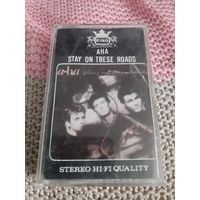 KING
AHA
STAY ON TBESE ROADS
a-ha
STEREO HI-FI QUALITY